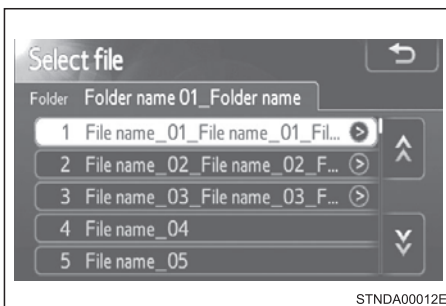 Select file
Folder Folder name 01_Folder name
1 File name_01_File name_01_Fil...
2 File name_02_File name_02_F...
3 File name_03_File name_03_F...
4 File name_04
5 File name_05
STNDA00012E